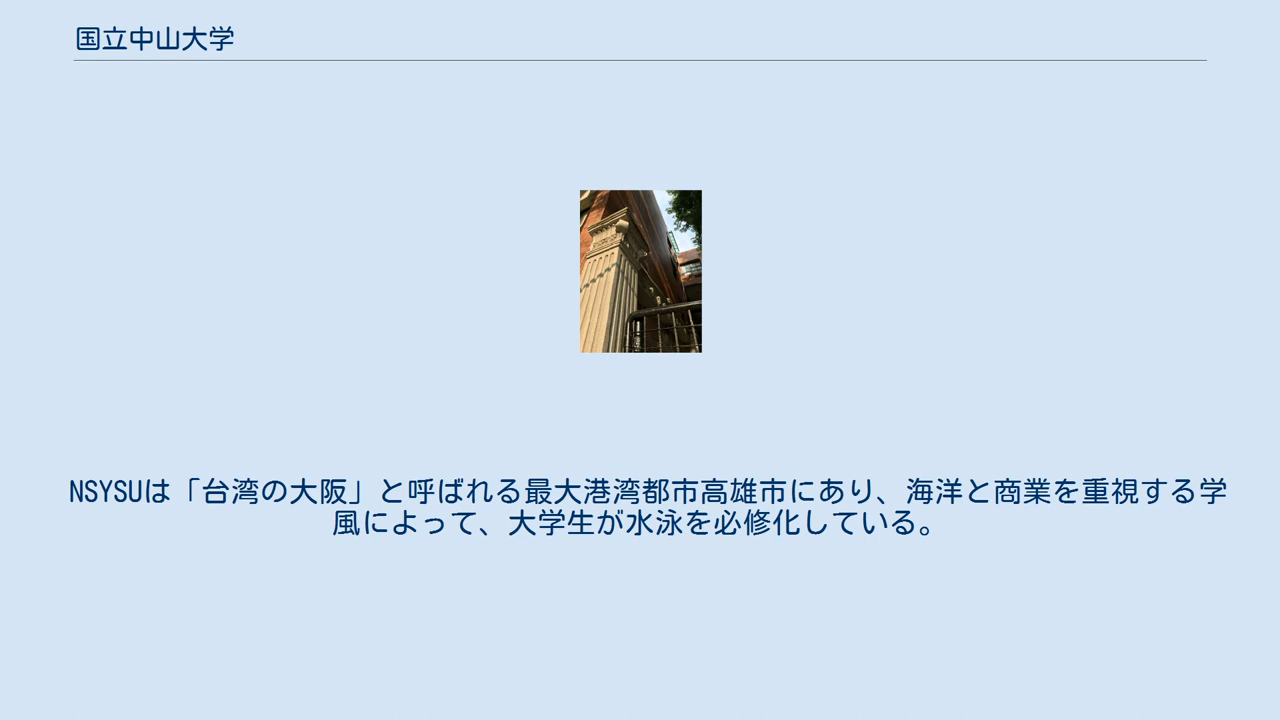 国立中山大学
NSYSUは「台湾の大阪」と呼ばれる最大港湾都市高雄市にあり、海洋と商業を重視する学
風によって、大学生が水泳を必修化している。